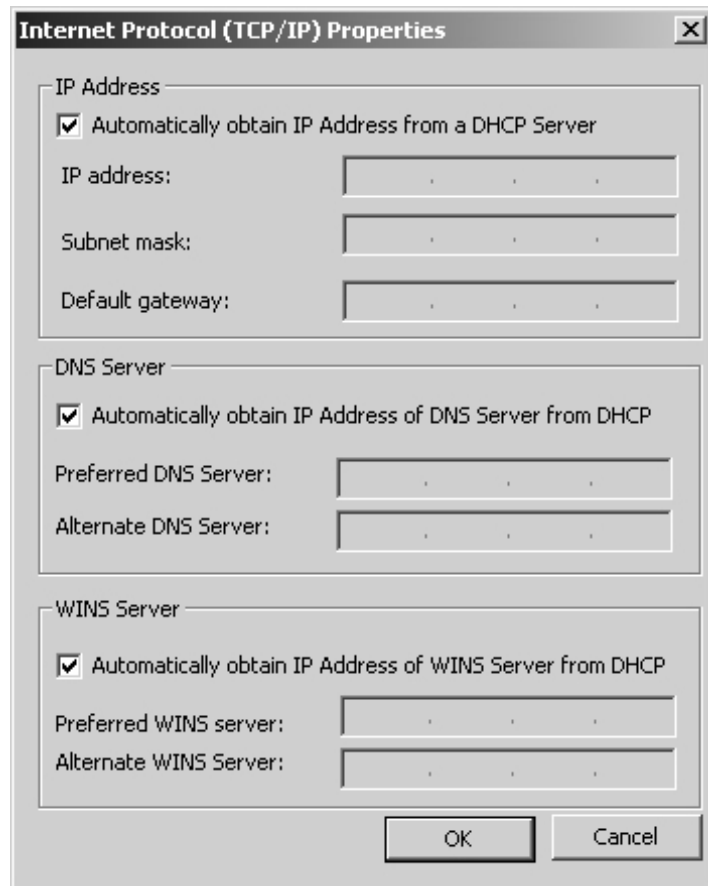 Internet Protocol (TCP/IP) Properties
IP Address
Automatically obtain IP Address from a DHCP Server
IP address:
Subnet mask:
Default gateway:
DNS Server
Automatically obtain IP Address of DNS Server from DHCP
Preferred DNS Server:
Alternate DNS Server:
WINS Server
Automatically obtain IP Address of WINS Server from DHCP
Preferred WINS server:
Alternate WINS Server:
OK
Cancel